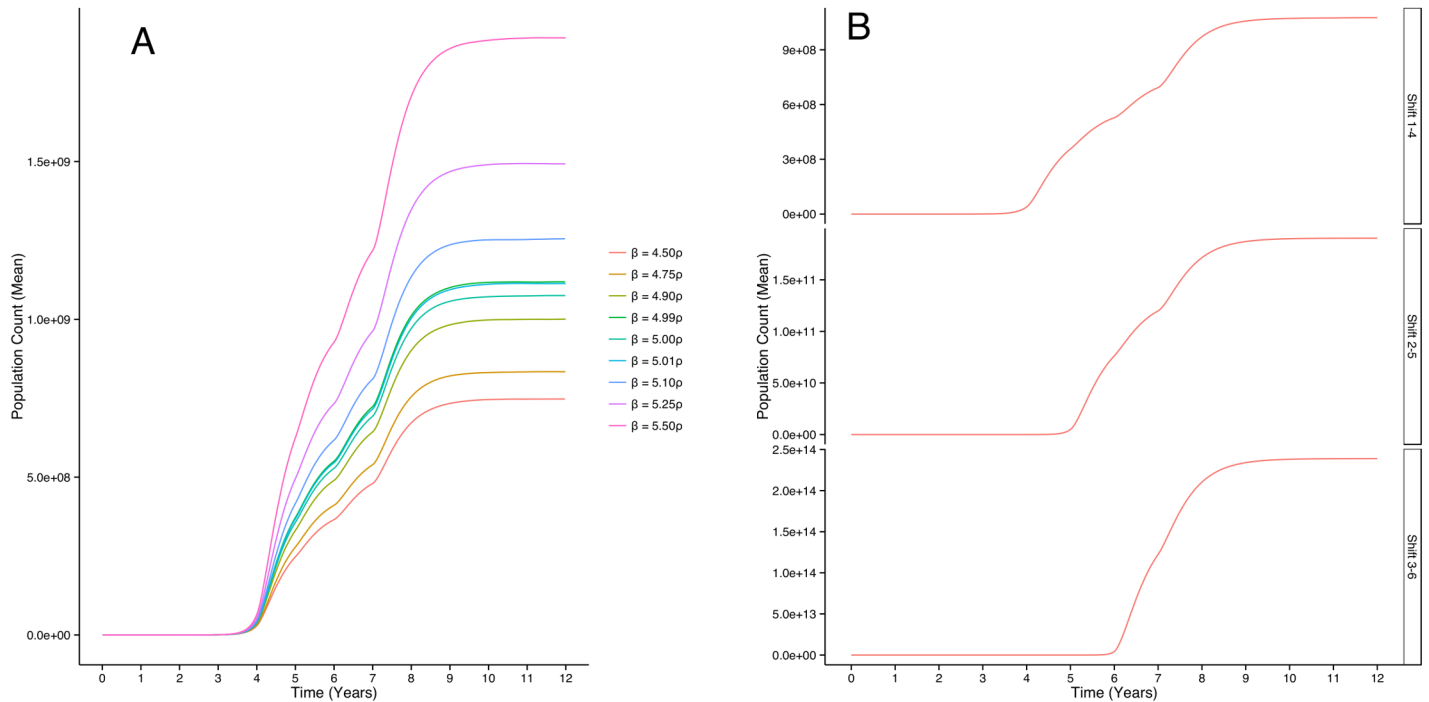 A
Population Count (Mean)
1.5e+09
1.0e+09
5.0e+08
0.0e+00
0 1 2 3 4 5 6 7 8 9 10 11 12
Time (Years)
β = 4.50ρ
β = 4.75ρ
β = 4.90ρ
β = 4.99ρ
β = 5.00ρ
β = 5.01ρ
β = 5.10ρ
β = 5.25ρ
β = 5.50ρ
B
Population Count (Mean)
9e+08
6e+08
3e+08
0e+00
Shift 1-4
1.5e+11
1.0e+11
5.0e+10
0.0e+00
Shift 2-5
2.5e+14
2.0e+14
1.5e+14
1.0e+14
5.0e+13
0.0e+00
Shift 3-6
0 1 2 3 4 5 6 7 8 9 10 11 12
Time (Years)